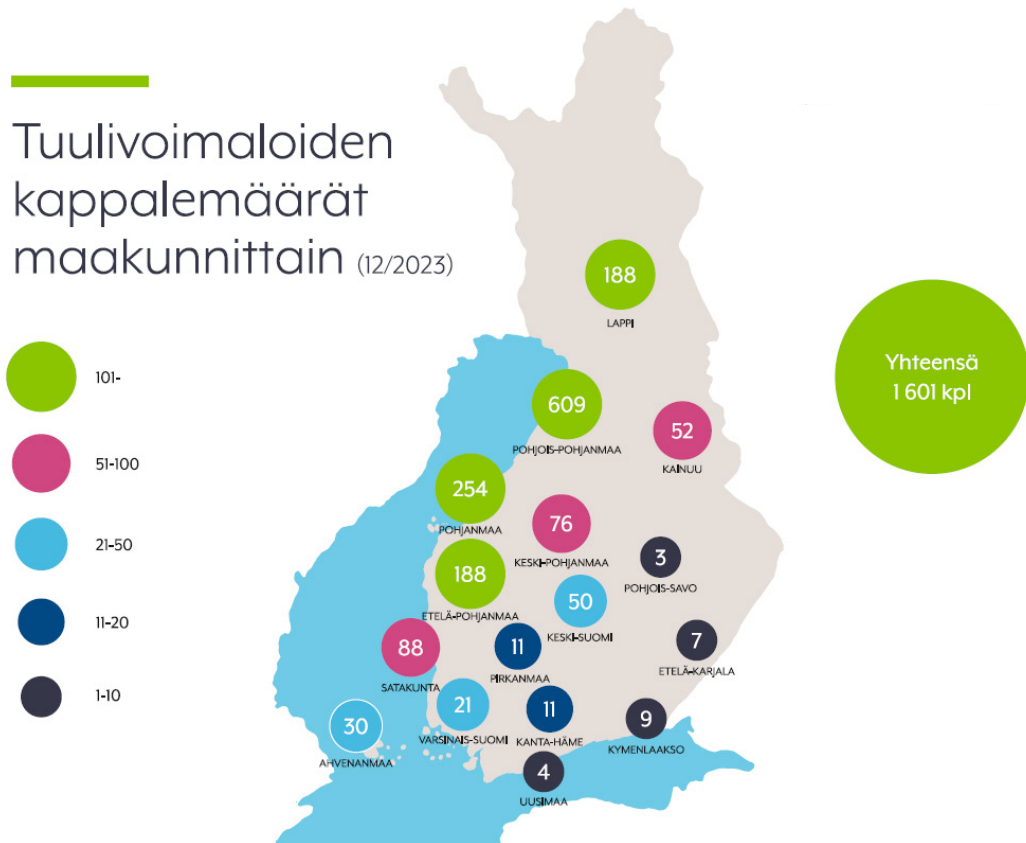 Tuulivoimaloiden
kappalemäärät
maakunnittain (12/2023)
101-
51-100
21-50
11-20
1-10
188
LAPPI
609
POHJOIS-POHJANMAA
52
KAINUU
254
POHJANMAA
76
KESKI-POHJANMAA
3
POHJOIS-SAVO
188
ETELÄ-POHJANMAA
50
KESKI-SUOMI
88
SATAKUNTA
11
PIRKANMAA
7
ETELÄ-KARJALA
30
AHVENANMAA
21
VARSINAIS-SUOMI
11
KANTA-HÄME
9
KYMENLAAKSO
4
UUSIMAA
Yhteensä
1 601 kpl